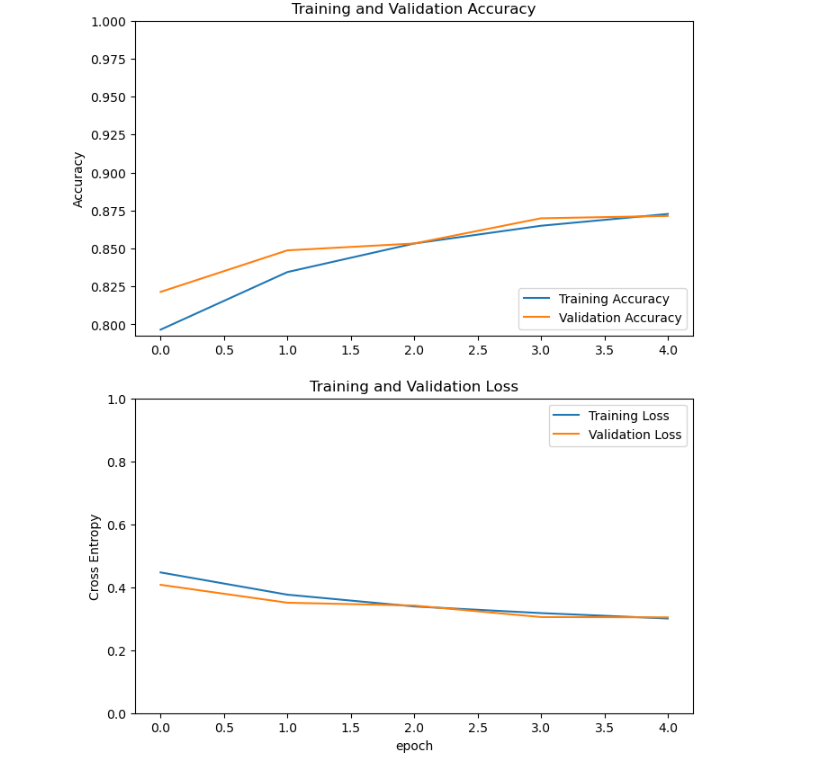 Training and Validation Accuracy
1.000
0.975
0.950
0.925
0.900
0.875
0.850
0.825
0.800
Accuracy
Training Accuracy
Validation Accuracy
0.0 0.5 1.0 1.5 2.0 2.5 3.0 3.5 4.0
Training and Validation Loss
1.0
0.8
0.6
0.4
0.2
0.0
Cross Entropy
Training Loss
Validation Loss
0.0 0.5 1.0 1.5 2.0 2.5 3.0 3.5 4.0
epoch